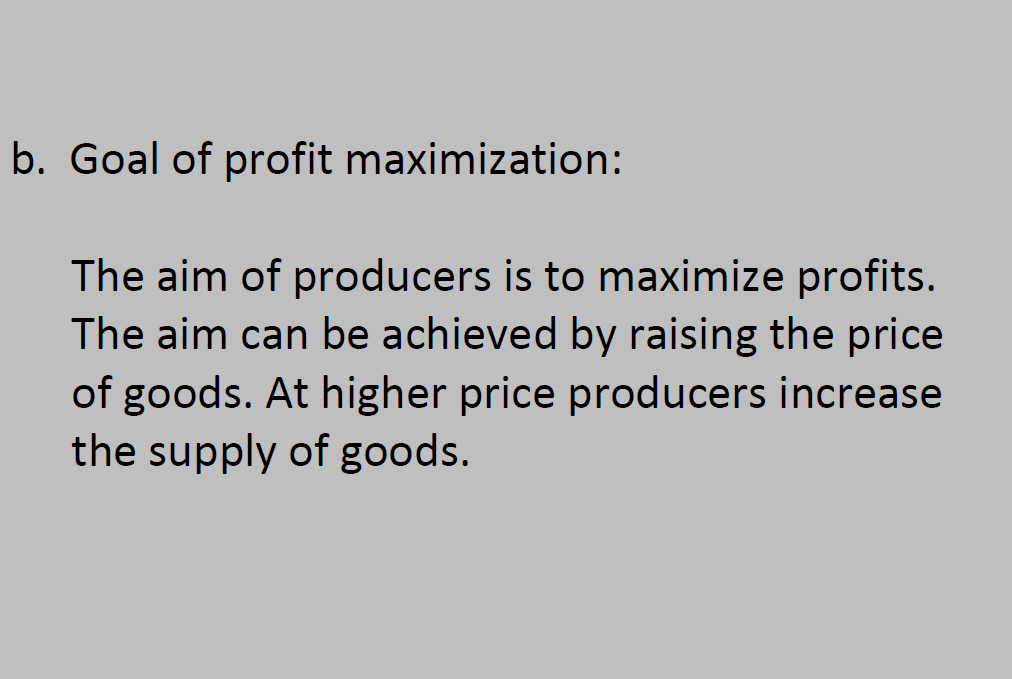 b. Goal of profit maximization:
The aim of producers is to maximize profits.
The aim can be achieved by raising the price
of goods. At higher price producers increase
the supply of goods.